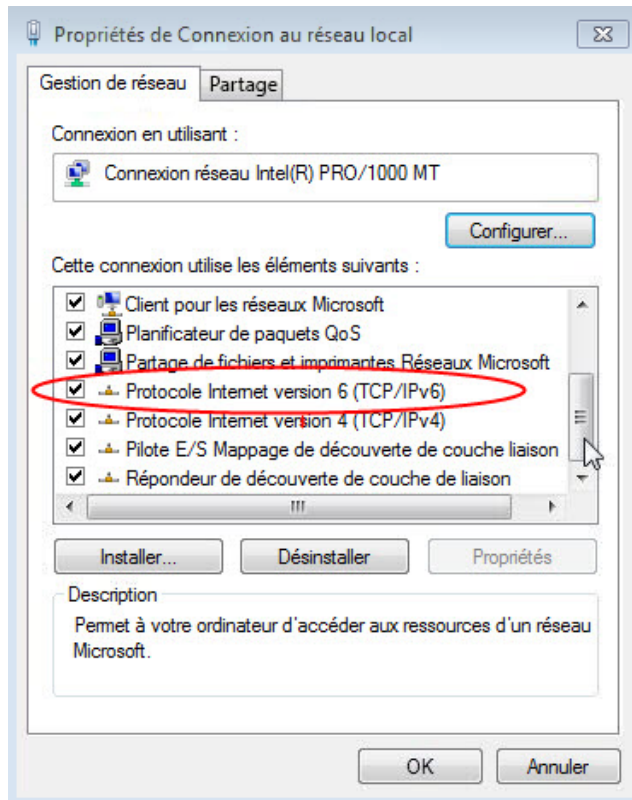 Propriétés de Connexion au réseau local
Gestion de réseau
Partage
Connexion en utilisant :
Connexion réseau Intel(R) PRO/1000 MT
Configurer...
Cette connexion utilise les éléments suivants :
Client pour les réseaux Microsoft
Planificateur de paquets QoS
Partage de fichiers et imprimantes Réseaux Microsoft
Protocole Internet version 6 (TCP/IPv6)
Protocole Internet version 4 (TCP/IPv4)
Pilote E/S Mappage de découverte de couche liaison
Répondeur de découverte de couche de liaison
Installer...
Désinstaller
Propriétés
Description
Permet à votre ordinateur d'accéder aux ressources d'un réseau
Microsoft.
OK
Annuler